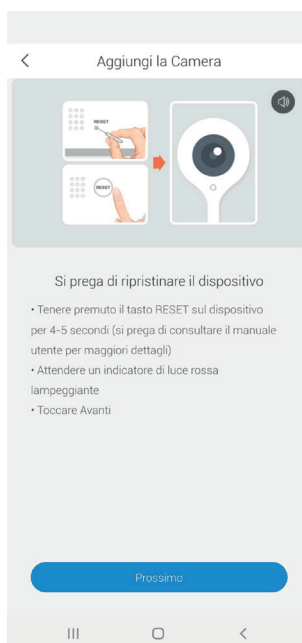 Aggiungi la Camera
RESET
RESET
Si prega di ripristinare il dispositivo
• Tenere premuto il tasto RESET sul dispositivo
per 4-5 secondi (si prega di consultare il manuale
utente per maggiori dettagli)
• Attendere un indicatore di luce rossa
lampeggiante
• Toccare Avanti
Prossimo